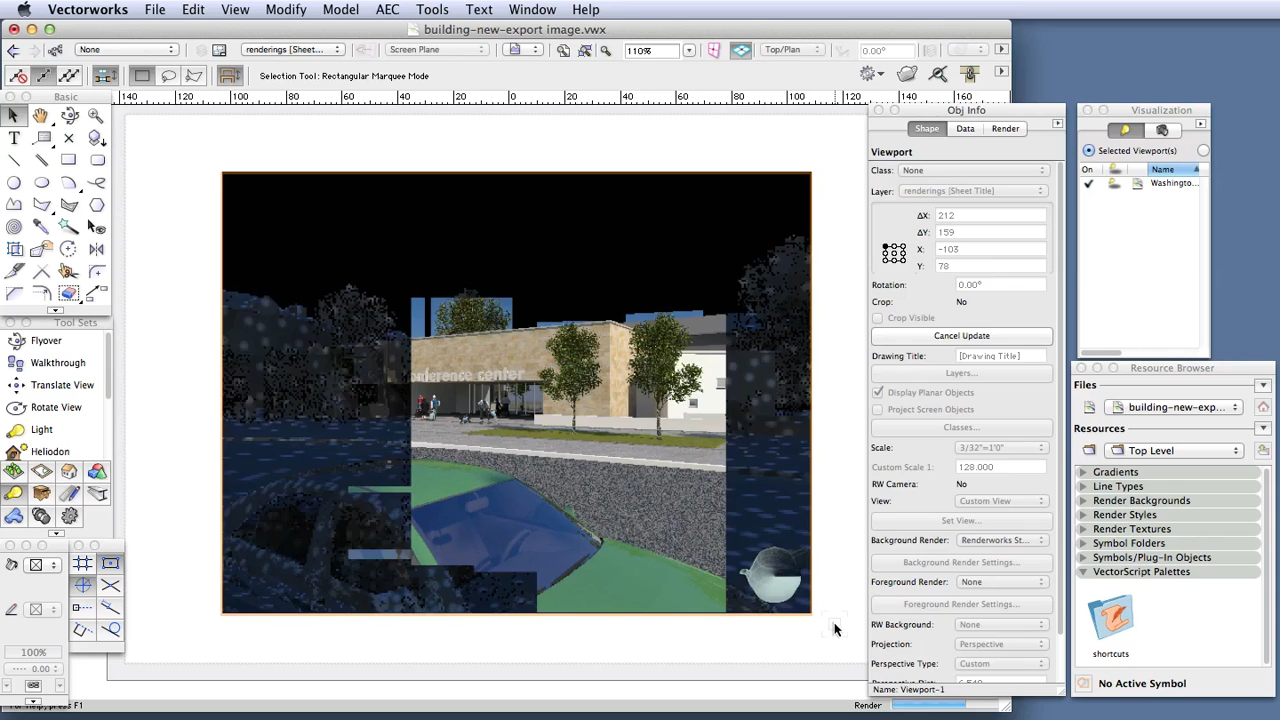 Vectorworks File Edit View Modify Model AEC Tools Text Window Help
building-new-export image.vwx
None renderings [Sheet... Screen Plane 110% Top/Plan 0.00°
Selection Tool: Rectangular Marquee Mode
Basic
140 120 100 80 60 40 20 0 20 40 60 80 100 120 140 160
Tool Sets
Flyover
Walkthrough
Translate View
Rotate View
Light
Heliodon
100%
0.00
For Help, press F1
Render
onference center
Obj Info
Shape Data Render
Viewport
Class: None
Layer: renderings [Sheet Title]
ΔX: 212
ΔY: 159
X: -103
Y: 78
Rotation: 0.00°
Crop: No
Crop Visible
Cancel Update
Drawing Title: [Drawing Title]
Layers...
Display Planar Objects
Project Screen Objects
Classes...
Scale: 3/32"=1'0"
Custom Scale 1: 128.000
RW Camera: No
View: Custom View
Set View...
Background Render: Renderworks St...
Background Render Settings...
Foreground Render: None
Foreground Render Settings...
RW Background: None
Projection: Perspective
Perspective Type: Custom
Name: Viewport-1
Visualization
Selected Viewport(s)
On Name
Washingto...
Resource Browser
Files
building-new-exp...
Resources
Top Level
Gradients
Line Types
Render Backgrounds
Render Styles
Render Textures
Symbol Folders
Symbols/Plug-In Objects
VectorScript Palettes
shortcuts
No Active Symbol